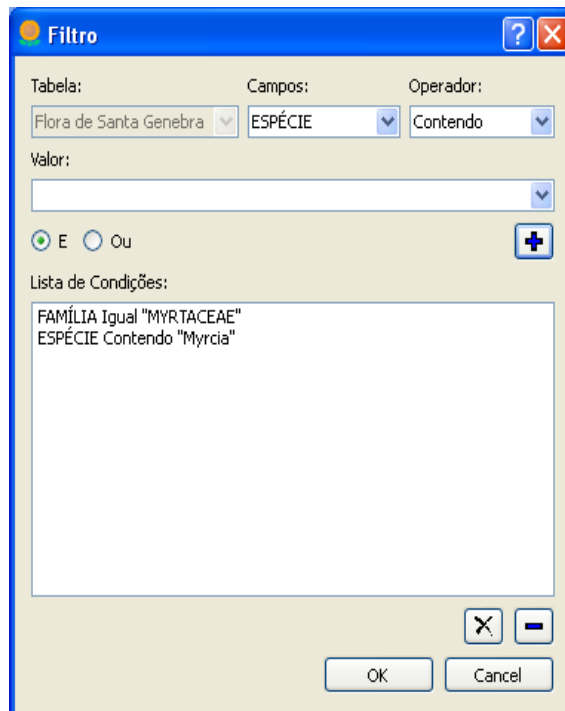 Filtro
Tabela: Campos: Operador:
Flora de Santa Genebra ESPÉCIE Contendo
Valor:
E Ou
Lista de Condições:
FAMÍLIA Igual "MYRTACEAE"
ESPÉCIE Contendo "Myrcia"
OK Cancel